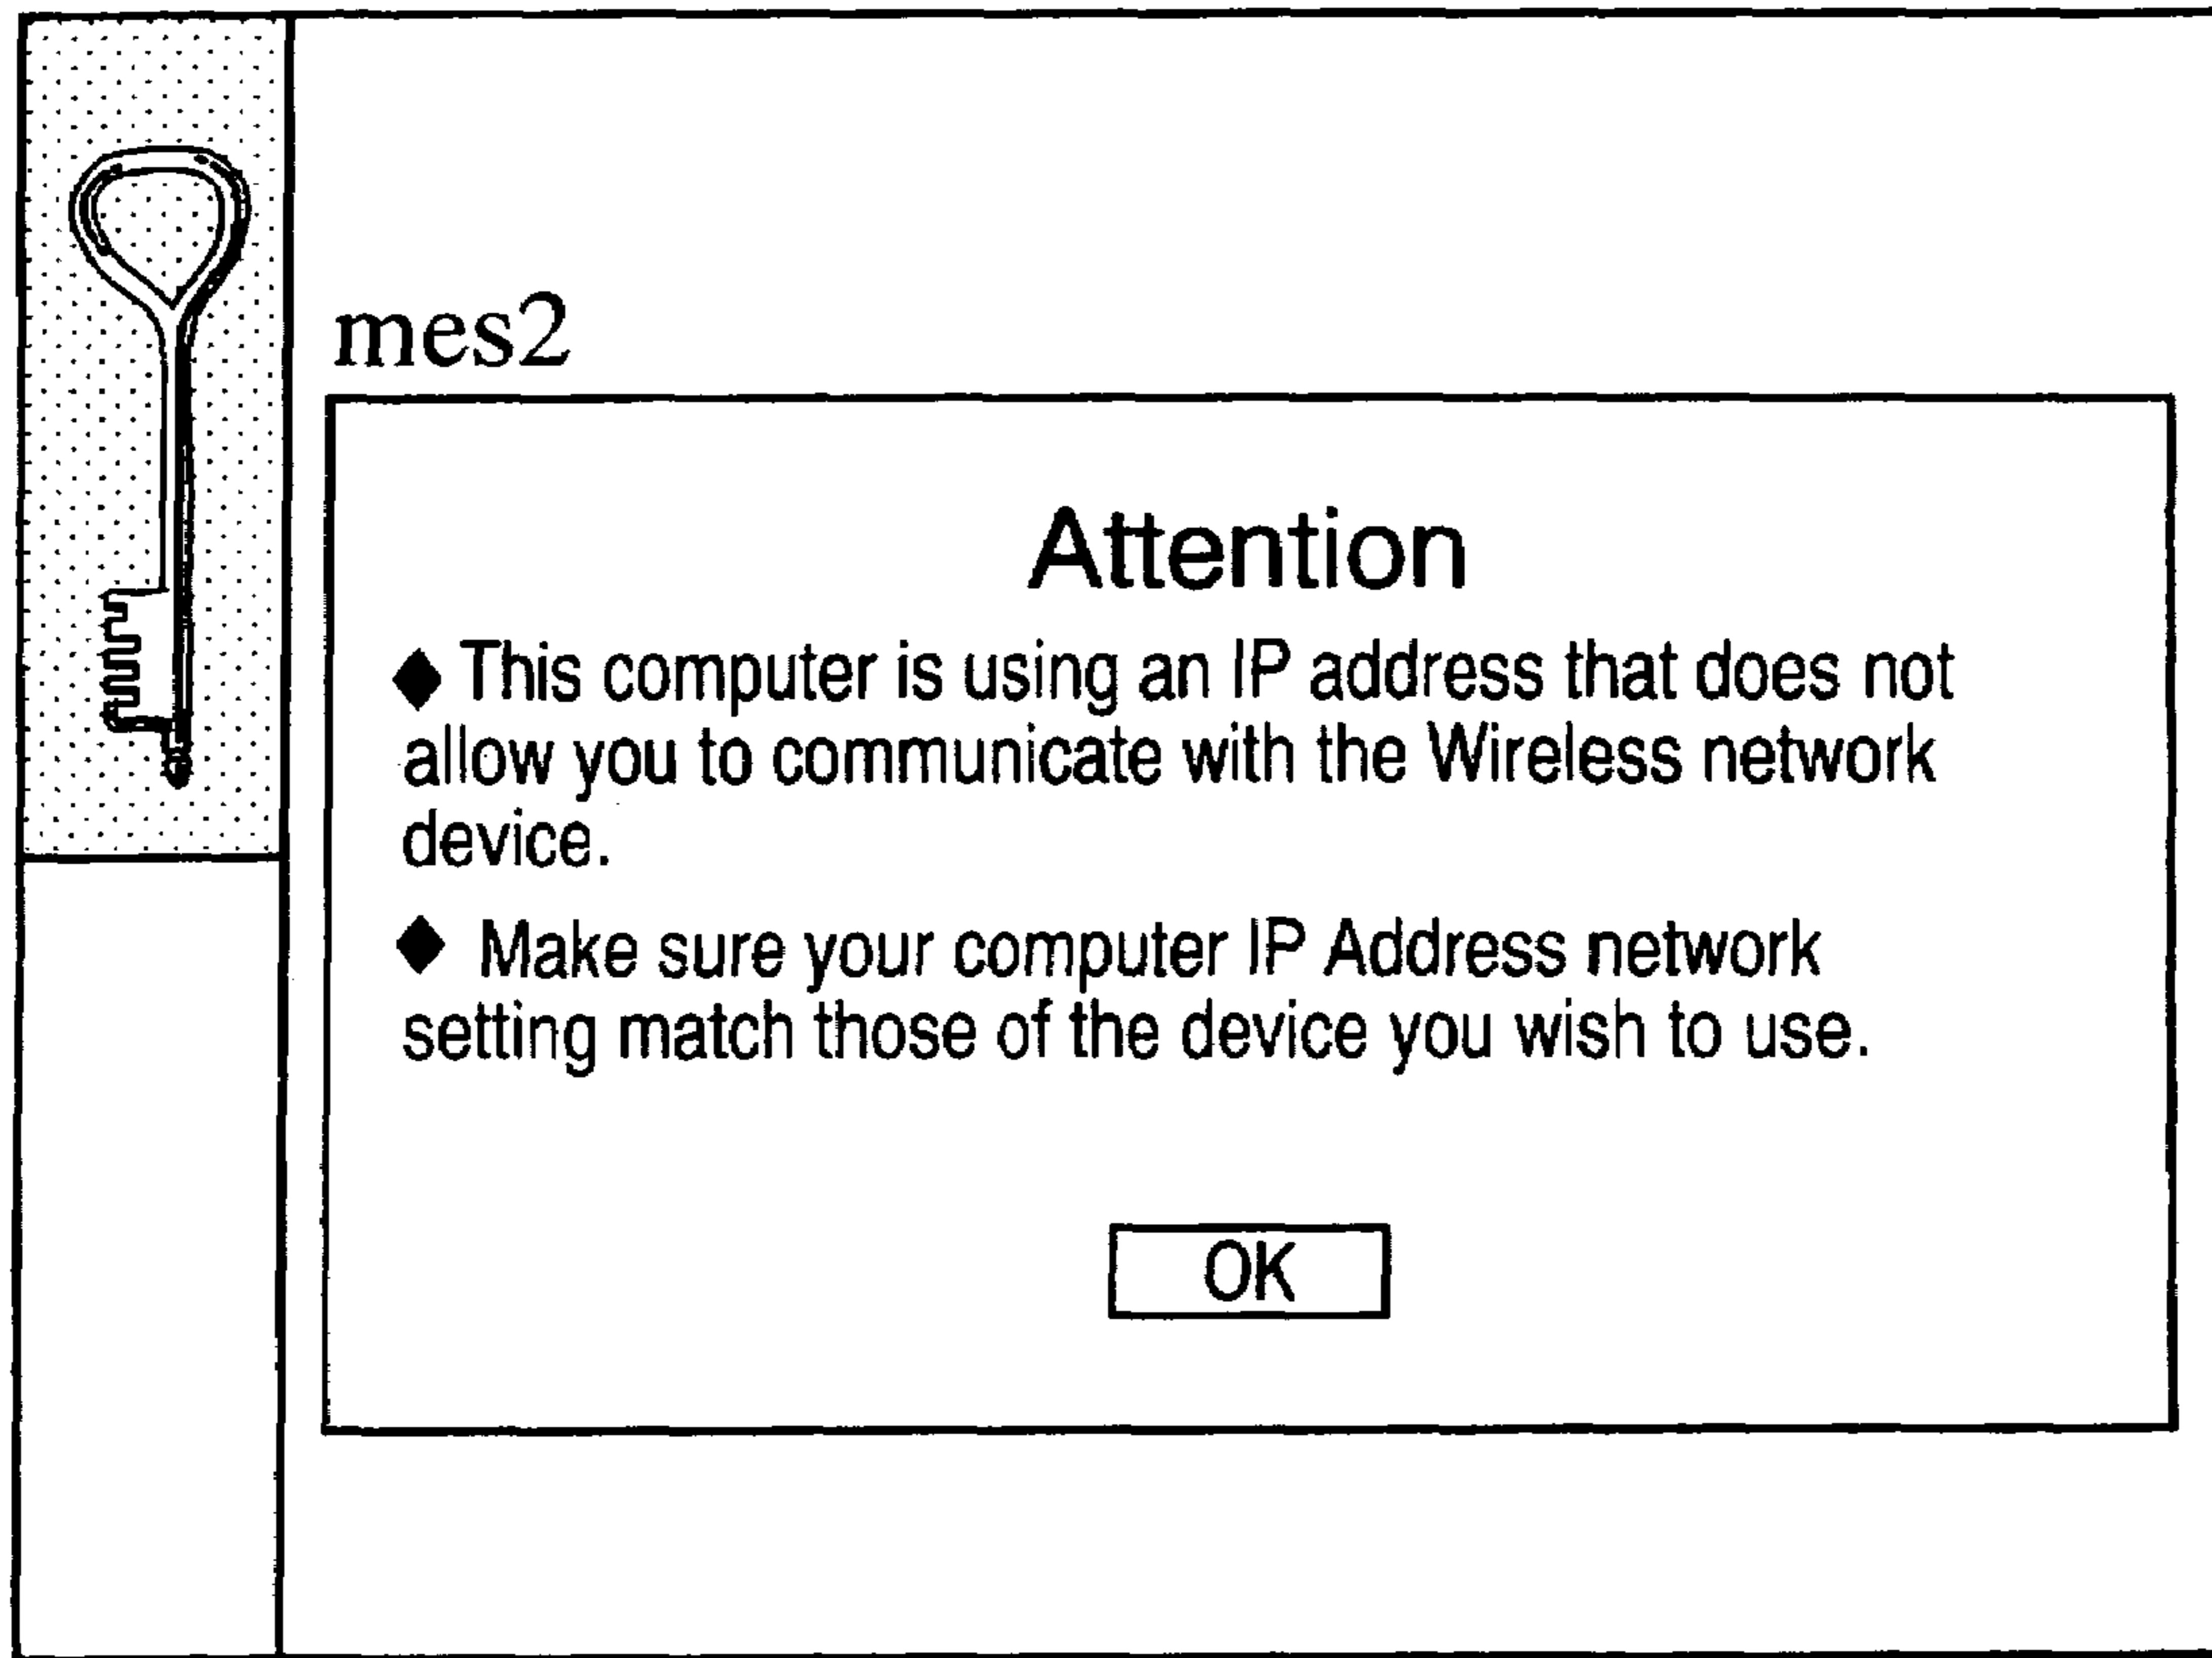 mes2
Attention
◆ This computer is using an IP address that does not
allow you to communicate with the Wireless network
device.
◆ Make sure your computer IP Address network
setting match those of the device you wish to use.
OK